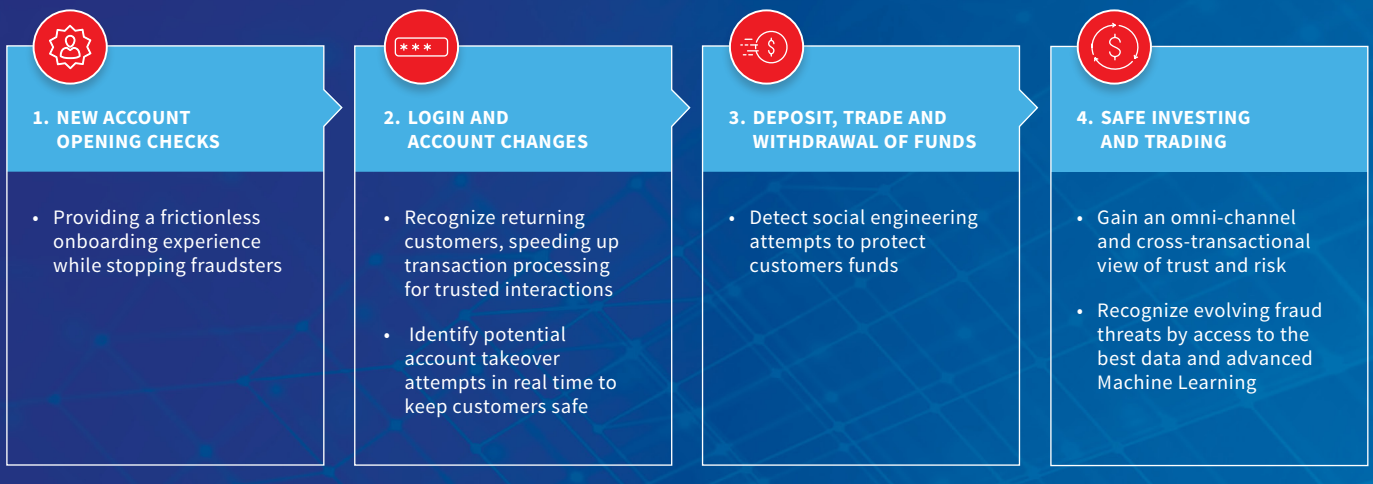 ***
1. NEW ACCOUNT
OPENING CHECKS
• Providing a frictionless
onboarding experience
while stopping fraudsters
2. LOGIN AND
ACCOUNT CHANGES
• Recognize returning
customers, speeding up
transaction processing
for trusted interactions
• Identify potential
account takeover
attempts in real time to
keep customers safe
$
3. DEPOSIT, TRADE AND
WITHDRAWAL OF FUNDS
• Detect social engineering
attempts to protect
customers funds
$
4. SAFE INVESTING
AND TRADING
• Gain an omni-channel
and cross-transactional
view of trust and risk
• Recognize evolving fraud
threats by access to the
best data and advanced
Machine Learning